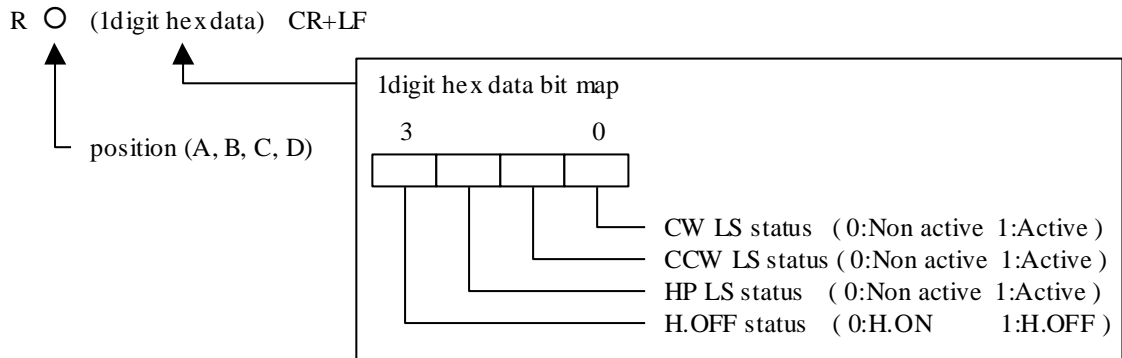 R O (1digit hex data) CR+LF
1digit hex data bit map
3 0
position (A, B, C, D)
CW LS status ( 0:Non active 1:Active )
CCW LS status ( 0:Non active 1:Active )
HP LS status ( 0:Non active 1:Active )
H.OFF status ( 0:H.ON 1:H.OFF )